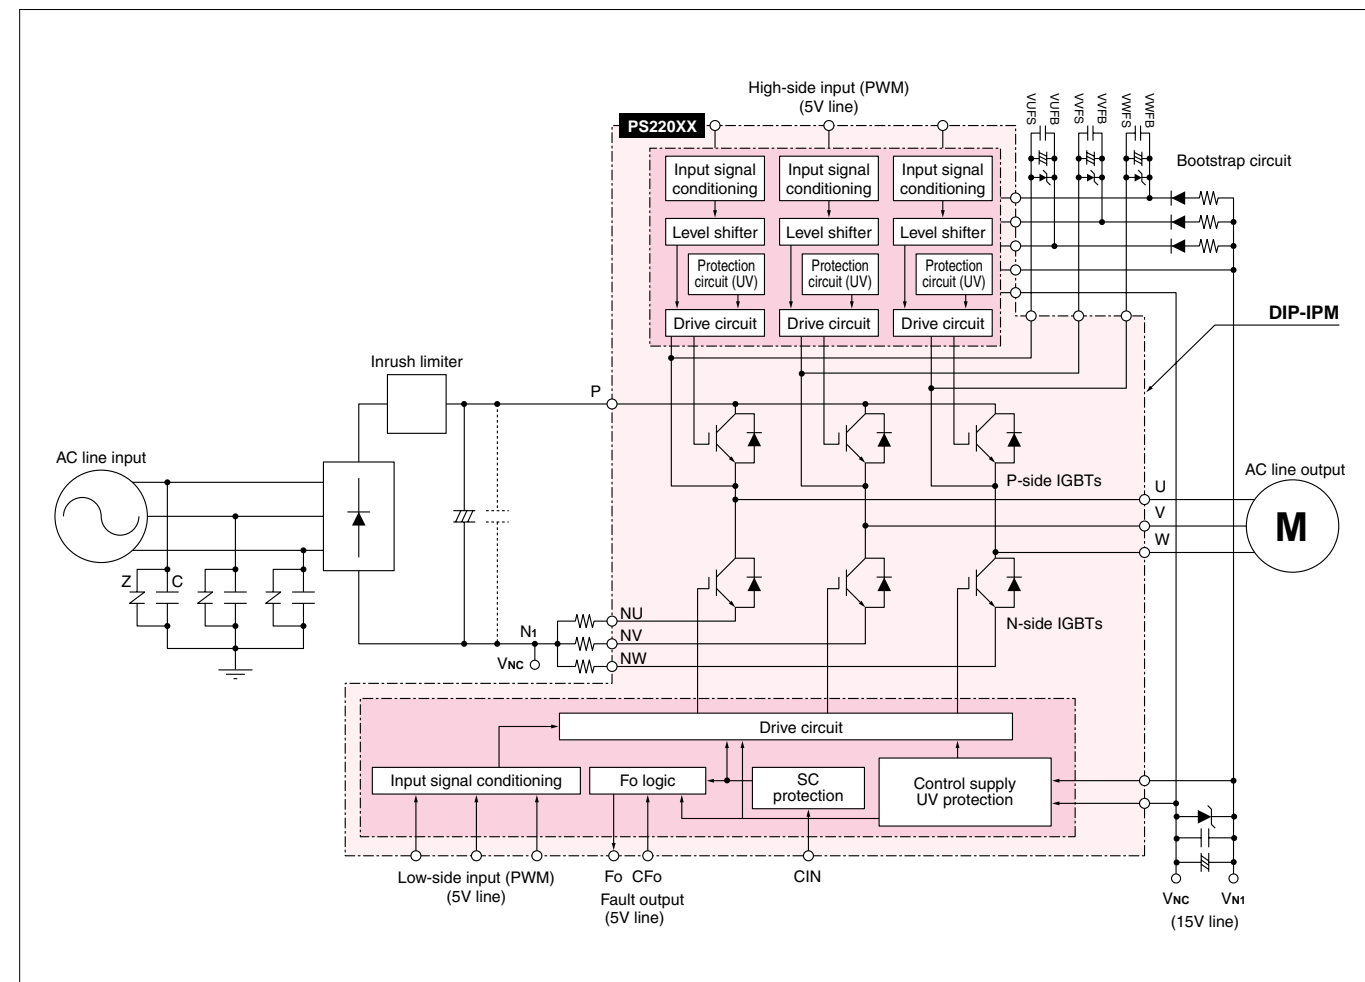 High-side input (PWM)
(5V line)
PS220XX
VUFS
VUFB
VVFS
VVFB
VWFS
VWFB
Bootstrap circuit
Input signal
conditioning
Input signal
conditioning
Input signal
conditioning
Level shifter
Level shifter
Level shifter
Protection
circuit (UV)
Protection
circuit (UV)
Protection
circuit (UV)
Drive circuit
Drive circuit
Drive circuit
DIP-IPM
Inrush limiter
P
AC line input
P-side IGBTs
AC line output
U
V
W
M
Z
C
N1
VNC
NU
NV
NW
N-side IGBTs
Drive circuit
Input signal conditioning
Fo logic
SC
protection
Control supply
UV protection
Low-side input (PWM)
(5V line)
Fo
CFo
Fault output
(5V line)
CIN
VNC
VN1
(15V line)